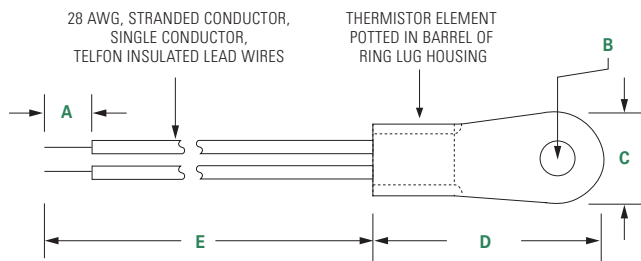 28 AWG, STRANDED CONDUCTOR,
SINGLE CONDUCTOR,
TELFON INSULATED LEAD WIRES
THERMISTOR ELEMENT
POTTED IN BARREL OF
RING LUG HOUSING
B
A
C
E
D